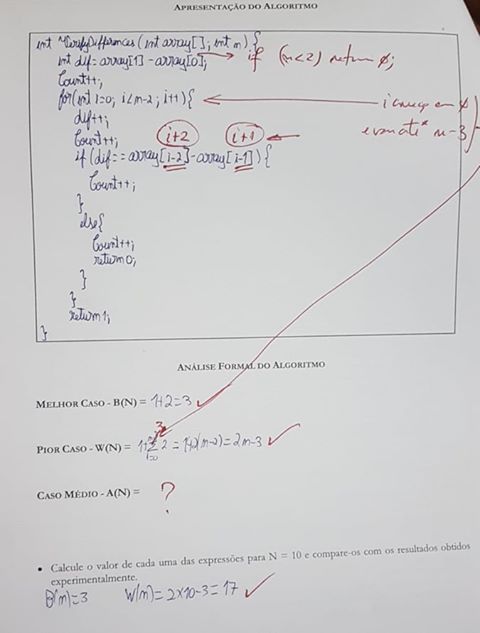 APRESENTAÇÃO DO ALGORITMO
int VerifyDifferences (int array[], int n) {
int dif = array[1] - array[0]; → if (n<2) return 0;
Count++;
for(int i=0; i<n-2; i++){ ← i começa em 0
dif++;
e vai até n-3
Count++; i+2 i+1 ←
if (dif == array[i-2]-array[i-1]) {
Count++;
}
else{
Count++;
return 0;
}
}
return 1;
}
ANÁLISE FORMAL DO ALGORITMO
MELHOR CASO - B(N) = 1+2=3 ✓
3
PIOR CASO - W(N) = 1+ Σ 2 = 1+2(n-2)=2n-3 ✓
i=0
CASO MÉDIO - A(N) = ?
• Calcule o valor de cada uma das expressões para N = 10 e compare-os com os resultados obtidos
experimentalmente.
B(n)=3 W(n)=2×10-3=17 ✓